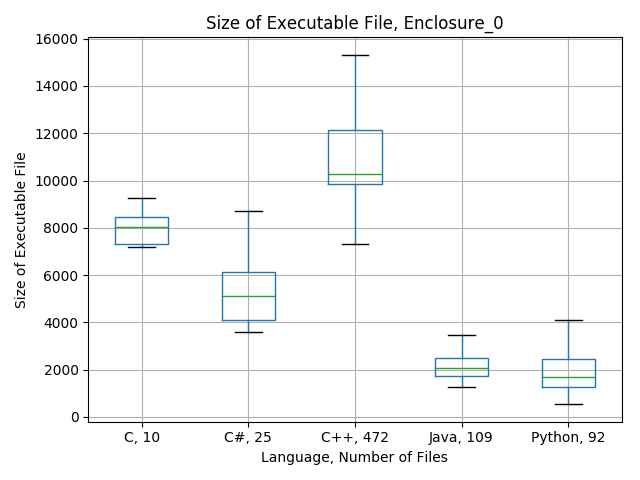 Size of Executable File, Enclosure_0
Size of Executable File
16000
14000
12000
10000
8000
6000
4000
2000
0
C, 10 C#, 25 C++, 472 Java, 109 Python, 92
Language, Number of Files